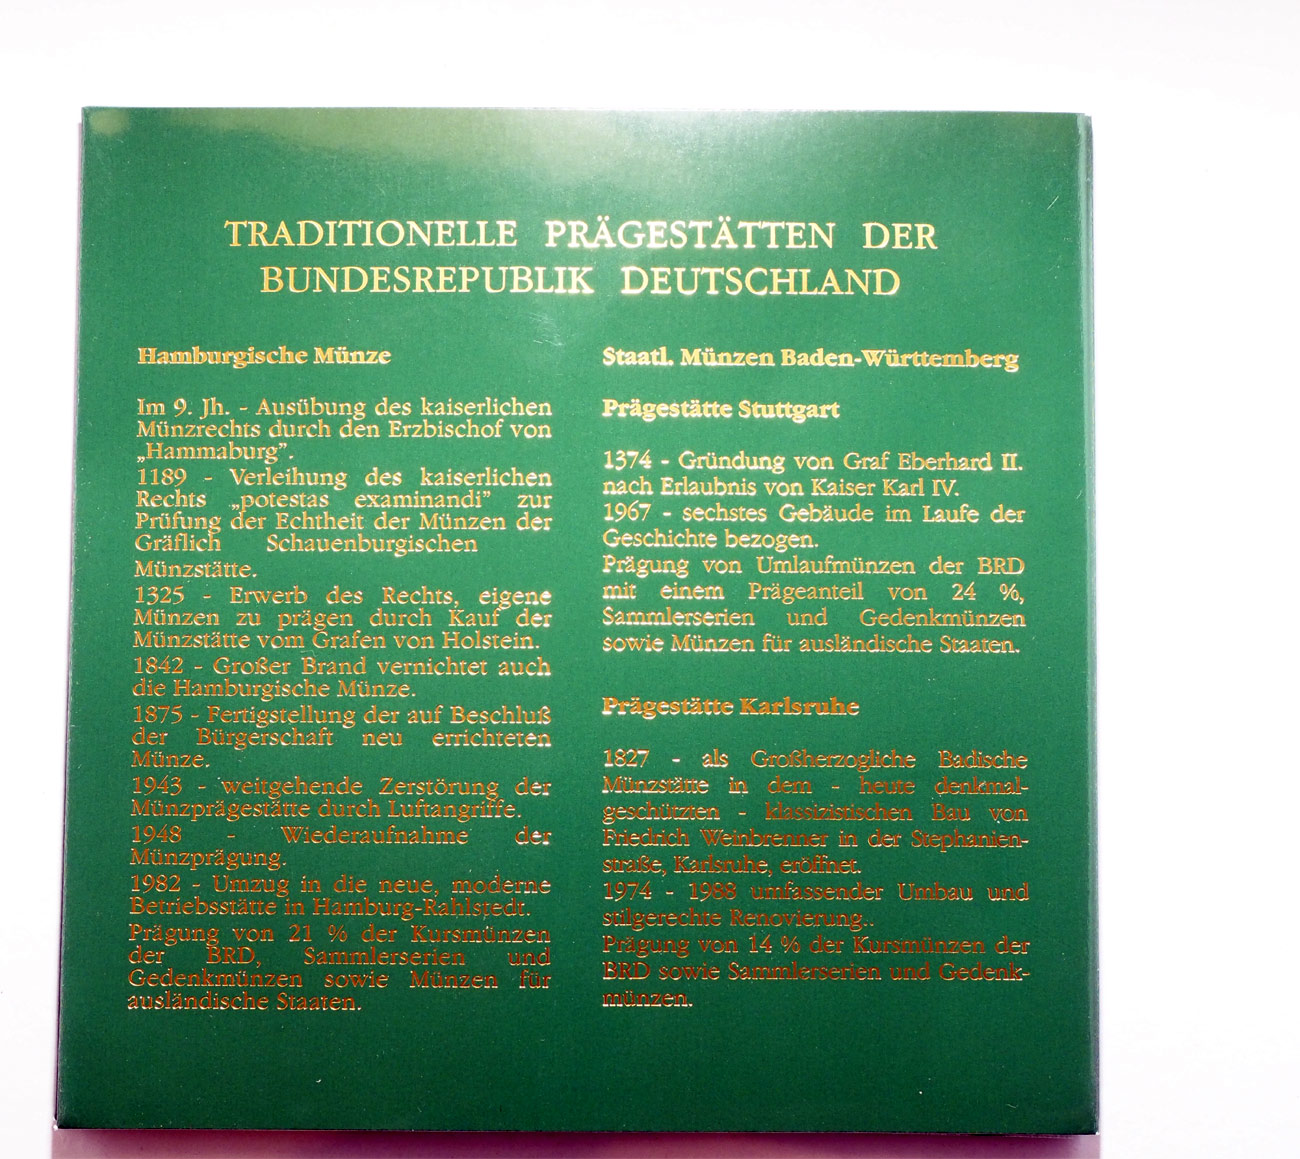 TRADITIONELLE PRÄGESTÄTTEN DER
BUNDESREPUBLIK DEUTSCHLAND
Hamburgische Münze
Im 9. Jh. - Ausübung des kaiserlichen
Münzrechts durch den Erzbischof von
„Hammaburg”.
1189 - Verleihung des kaiserlichen
Rechts „potestas examinandi” zur
Prüfung der Echtheit der Münzen der
Gräflich Schauenburgischen
Münzstätte.
1325 - Erwerb des Rechts, eigene
Münzen zu prägen durch Kauf der
Münzstätte vom Grafen von Holstein.
1842 - Großer Brand vernichtet auch
die Hamburgische Münze.
1875 - Fertigstellung der auf Beschluß
der Bürgerschaft neu errichteten
Münze.
1943 - weitgehende Zerstörung der
Münzprägestätte durch Luftangriffe.
1948 - Wiederaufnahme der
Münzprägung.
1982 - Umzug in die neue, moderne
Betriebsstätte in Hamburg-Rahlstedt.
Prägung von 21 % der Kursmünzen
der BRD, Sammlerserien und
Gedenkmünzen sowie Münzen für
ausländische Staaten.
Staatl. Münzen Baden-Württemberg
Prägestätte Stuttgart
1374 - Gründung von Graf Eberhard II.
nach Erlaubnis von Kaiser Karl IV.
1967 - sechstes Gebäude im Laufe der
Geschichte bezogen.
Prägung von Umlaufmünzen der BRD
mit einem Prägeanteil von 24 %,
Sammlerserien und Gedenkmünzen
sowie Münzen für ausländische Staaten.
Prägestätte Karlsruhe
1827 - als Großherzogliche Badische
Münzstätte in dem - heute denkmal-
geschützten - klassizistischen Bau von
Friedrich Weinbrenner in der Stephanien-
straße, Karlsruhe, eröffnet.
1974 - 1988 umfassender Umbau und
stilgerechte Renovierung..
Prägung von 14 % der Kursmünzen der
BRD sowie Sammlerserien und Gedenk-
münzen.